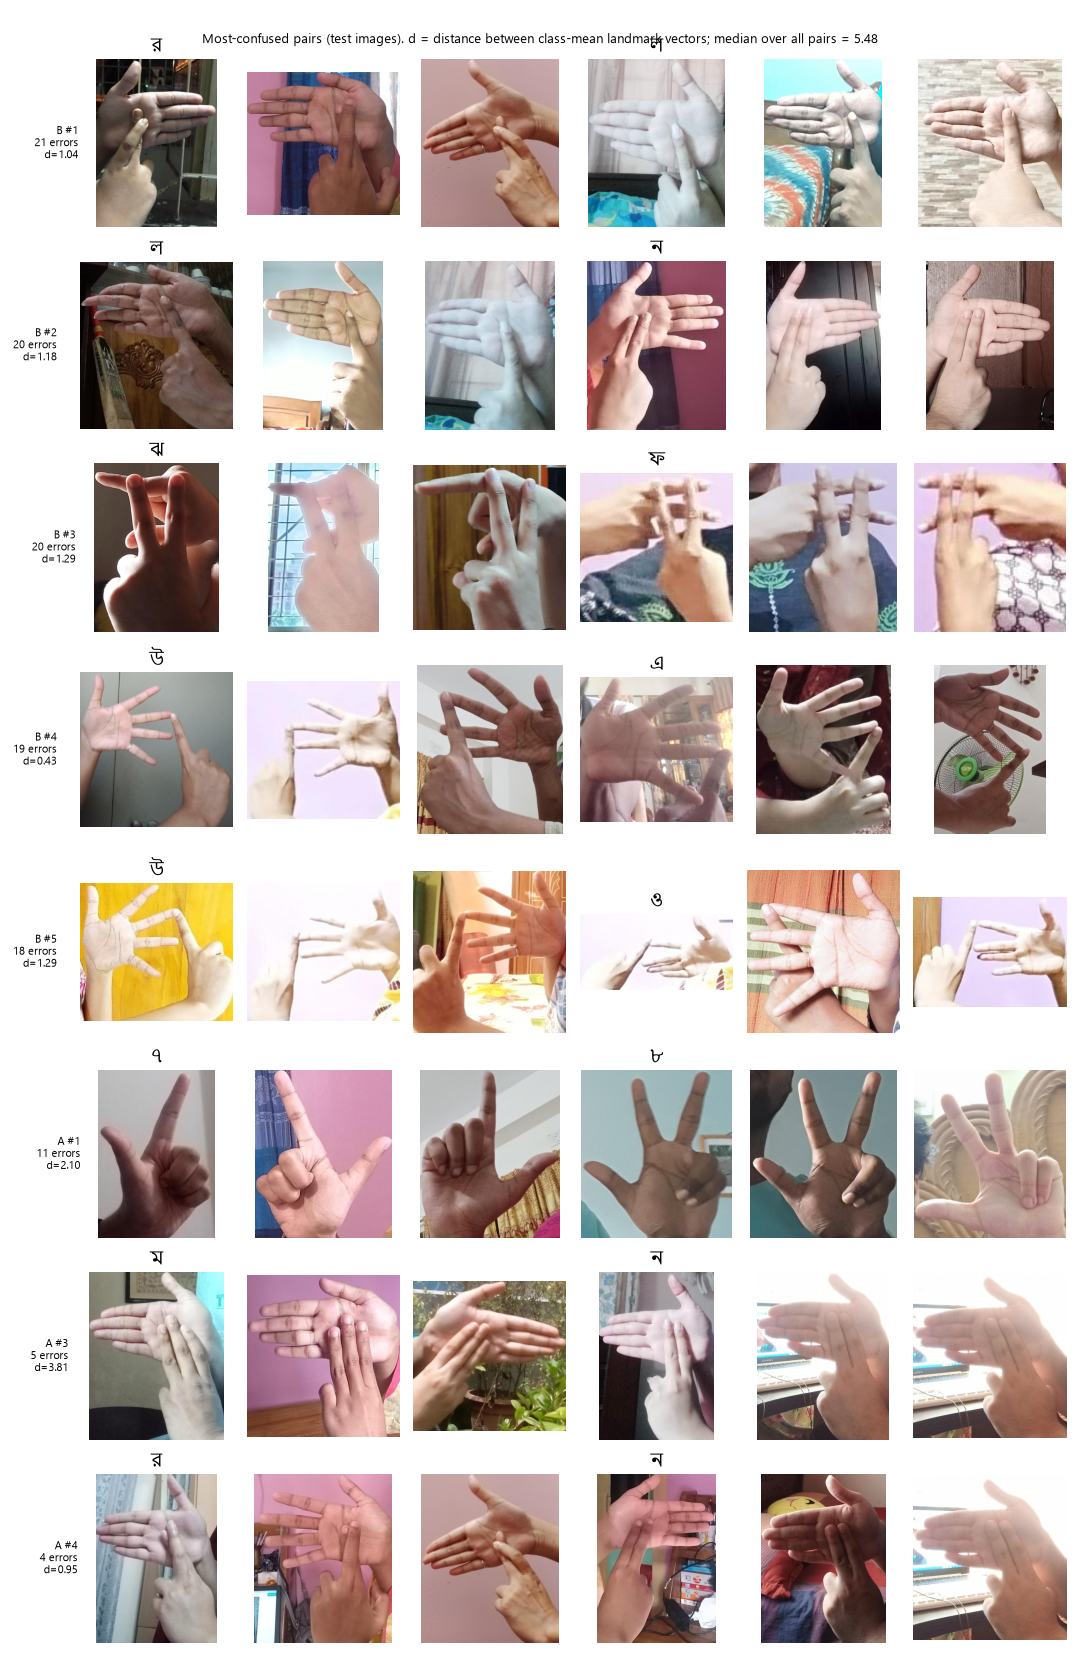 Most-confused pairs (test images). d = distance between class-mean landmark vectors; median over all pairs = 5.48
র ল
B #1
21 errors
d=1.04
ল ন
B #2
20 errors
d=1.18
ঝ ফ
B #3
20 errors
d=1.29
উ এ
B #4
19 errors
d=0.43
উ ও
B #5
18 errors
d=1.29
৭ ৮
A #1
11 errors
d=2.10
ম ন
A #3
5 errors
d=3.81
র ন
A #4
4 errors
d=0.95